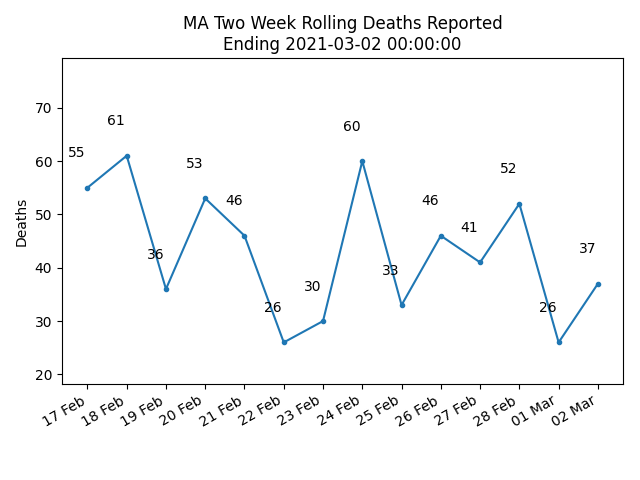 MA Two Week Rolling Deaths Reported
Ending 2021-03-02 00:00:00
Deaths
70
60
50
40
30
20
55
61
36
53
46
26
30
60
33
46
41
52
26
37
17 Feb
18 Feb
19 Feb
20 Feb
21 Feb
22 Feb
23 Feb
24 Feb
25 Feb
26 Feb
27 Feb
28 Feb
01 Mar
02 Mar